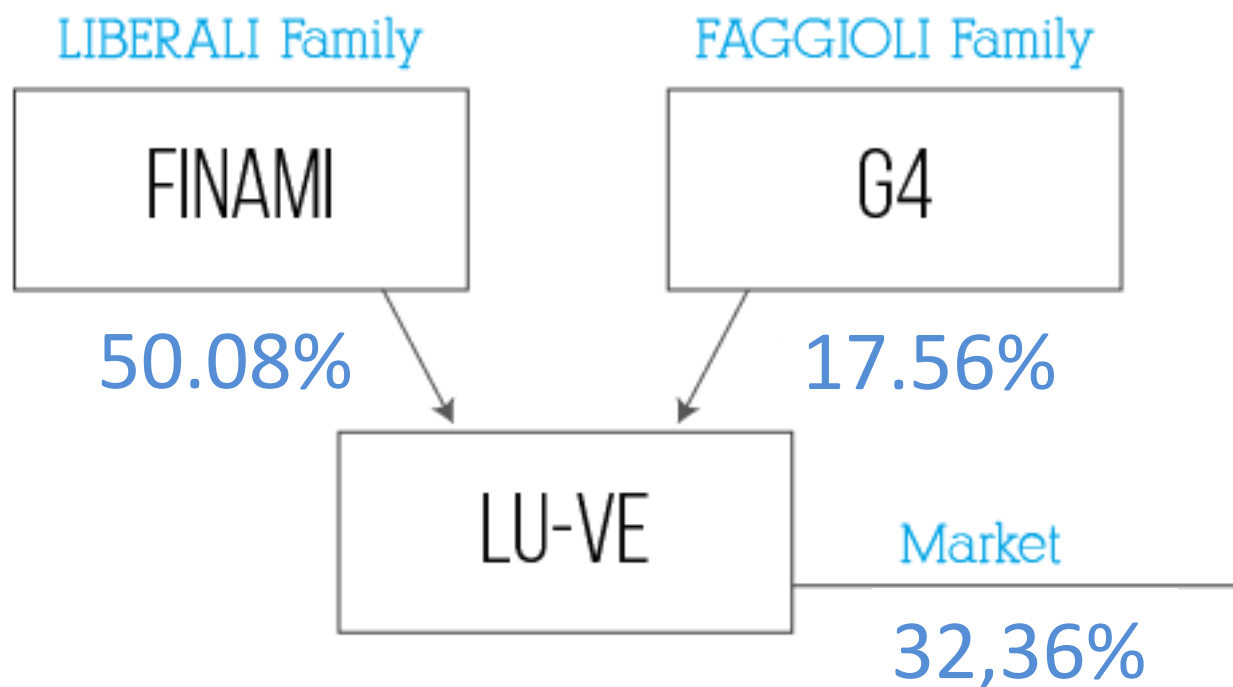 LIBERALI Family
FAGGIOLI Family
FINAMI
G4
50.08%
17.56%
LU-VE
Market
32,36%